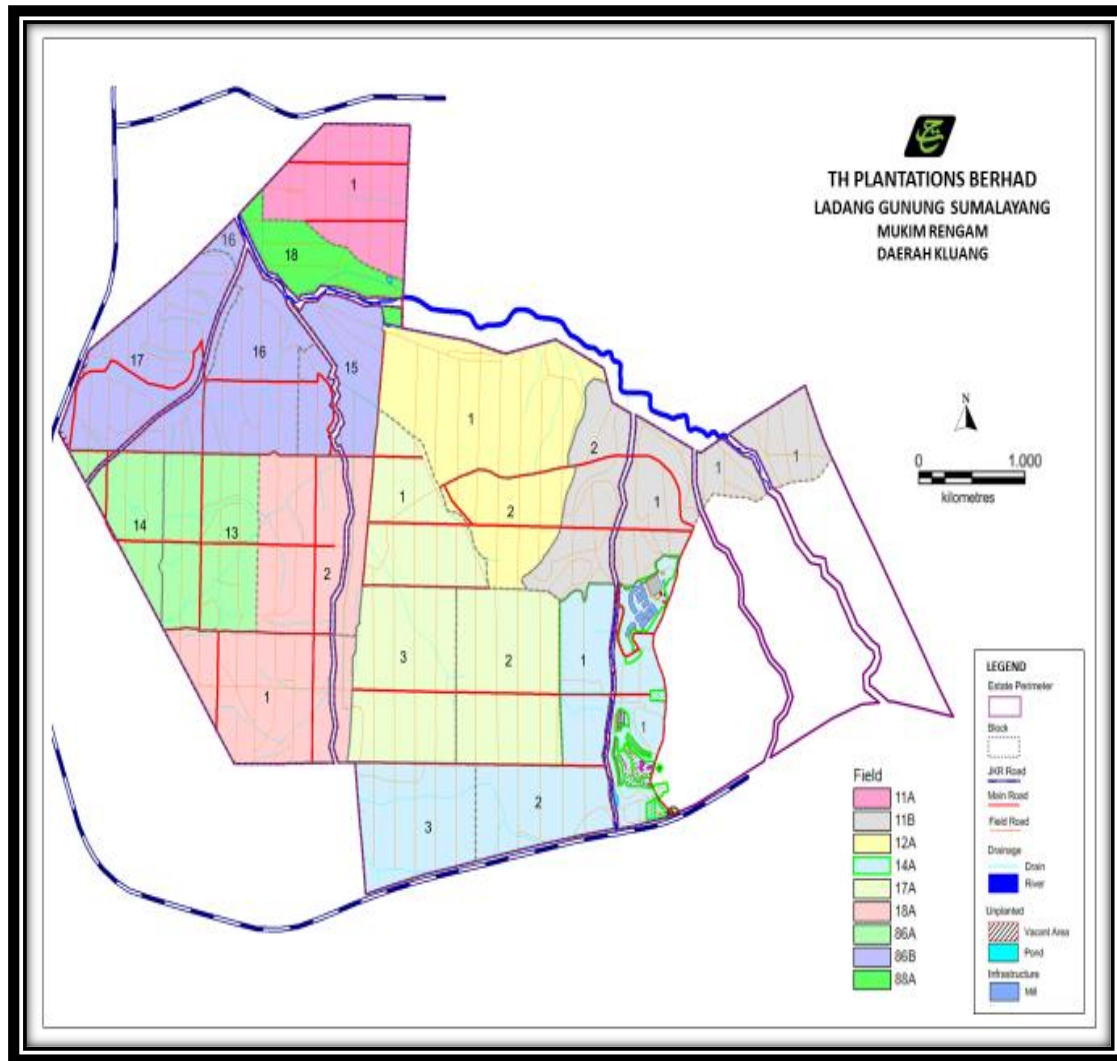 TH PLANTATIONS BERHAD
LADANG GUNUNG SUMALAYANG
MUKIM RENGAM
DAERAH KLUANG
1
18
16
17
16
15
1
2
1
1
1
1
2
14
13
2
3
2
1
1
1
3
2
N
0 1.000
kilometres
Field
11A
11B
12A
14A
17A
18A
86A
86B
88A
LEGEND
Estate Perimeter
Block
JKR Road
Main Road
Field Road
Drainage
Drain
River
Unplanted
Vacant Area
Pond
Infrastructure
Mill